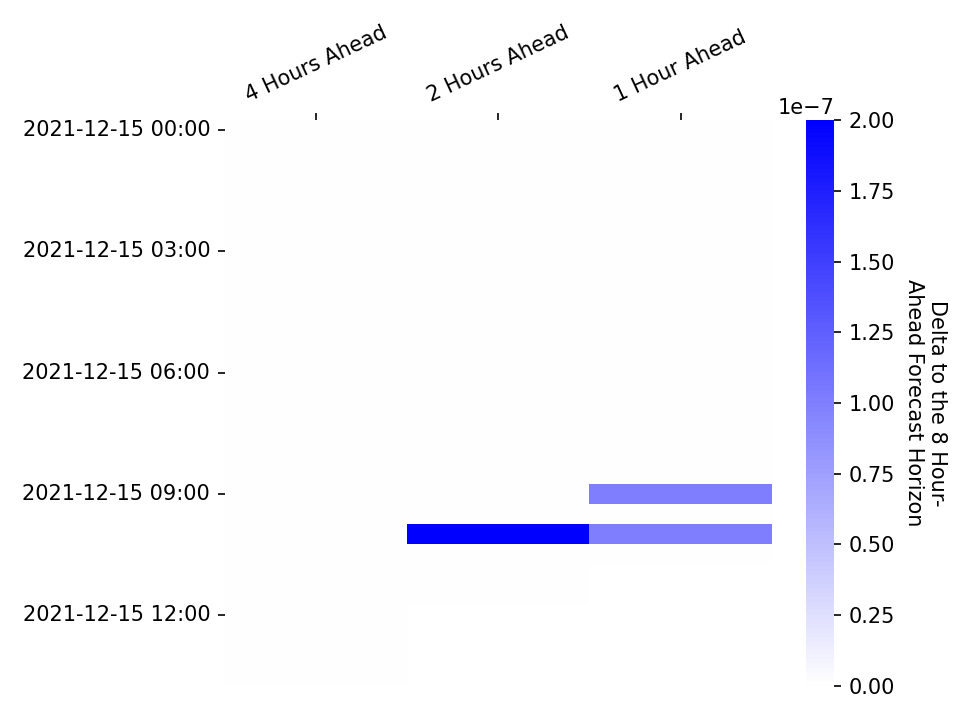 4 Hours Ahead
2 Hours Ahead
1 Hour Ahead
1e−7
2021-12-15 00:00
2021-12-15 03:00
2021-12-15 06:00
2021-12-15 09:00
2021-12-15 12:00
2.00
1.75
1.50
1.25
1.00
0.75
0.50
0.25
0.00
Delta to the 8 Hour-
Ahead Forecast Horizon